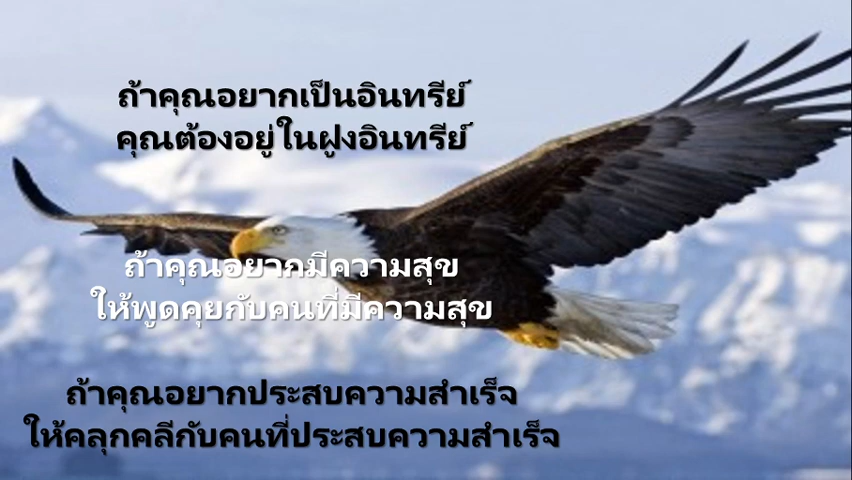 ถ้าคุณอยากเป็นอินทรีย์
คุณต้องอยู่ในฝูงอินทรีย์
ถ้าคุณอยากมีความสุข
ให้พูดคุยกับคนที่มีความสุข
ถ้าคุณอยากประสบความสำเร็จ
ให้คลุกคลีกับคนที่ประสบความสำเร็จ